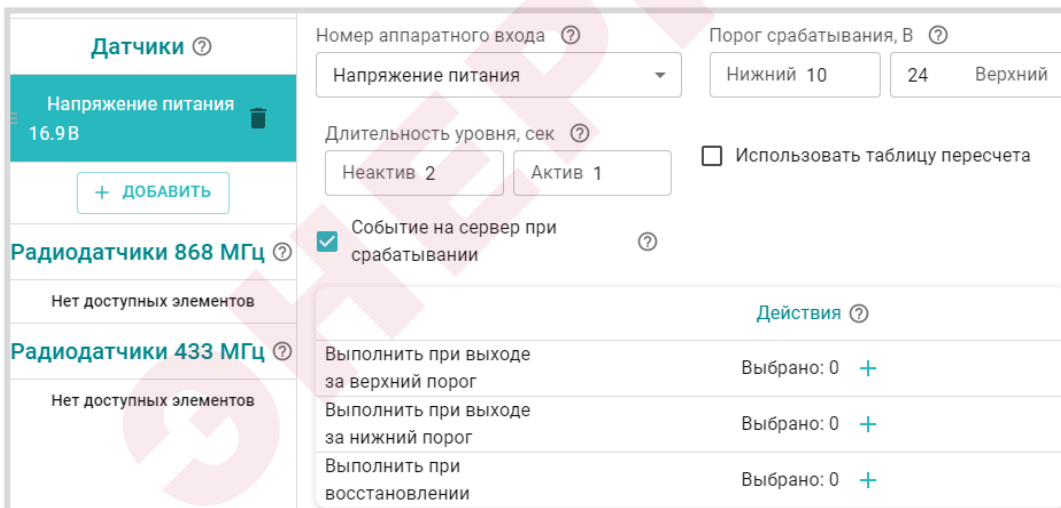 Датчики
Напряжение питания
16.9 В
+ ДОБАВИТЬ
Радиодатчики 868 МГц
Нет доступных элементов
Радиодатчики 433 МГц
Нет доступных элементов
Номер аппаратного входа
Напряжение питания
Порог срабатывания, В
Нижний 10
24 Верхний
Длительность уровня, сек
Неактив 2
Актив 1
Использовать таблицу пересчета
Событие на сервер при
срабатывании
Действия
Выполнить при выходе
за верхний порог
Выбрано: 0 +
Выполнить при выходе
за нижний порог
Выбрано: 0 +
Выполнить при
восстановлении
Выбрано: 0 +
ЭНЕР